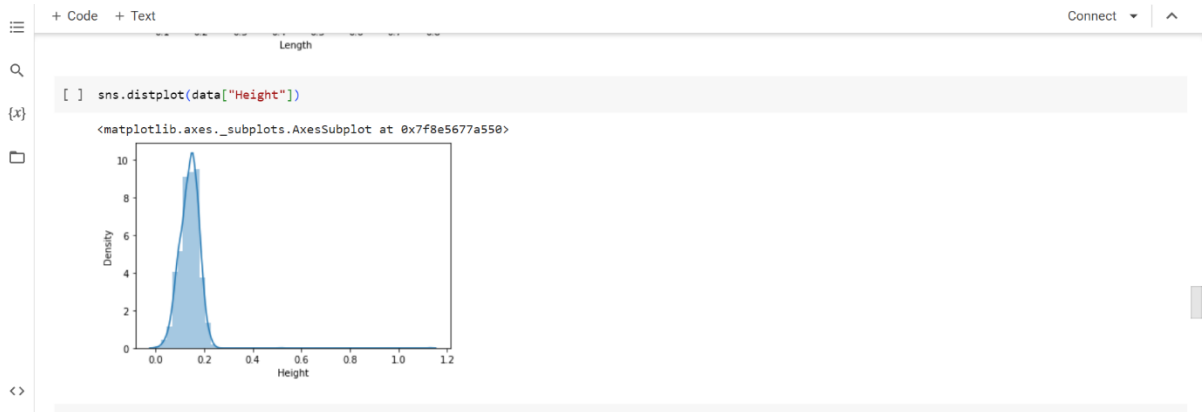 + Code + Text
Connect
Length
{x}
[ ] sns.distplot(data["Height"])
<matplotlib.axes._subplots.AxesSubplot at 0x7f8e5677a550>
10
8
6
4
2
0
Density
0.0 0.2 0.4 0.6 0.8 1.0 1.2
Height
<>